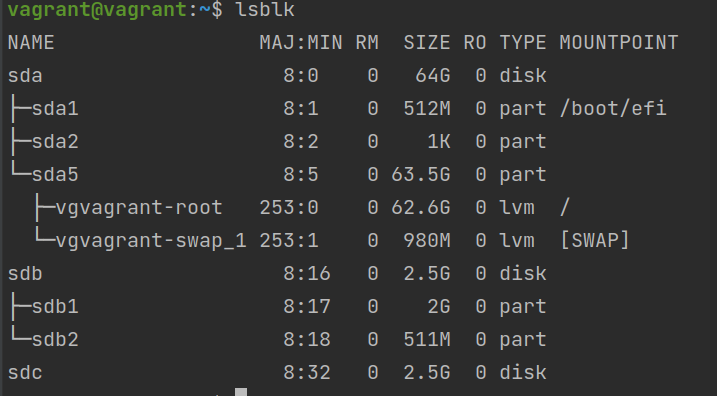 vagrant@vagrant:~$ lsblk
NAME                 MAJ:MIN RM  SIZE RO TYPE MOUNTPOINT
sda                    8:0    0   64G  0 disk
├─sda1                 8:1    0  512M  0 part /boot/efi
├─sda2                 8:2    0    1K  0 part
└─sda5                 8:5    0 63.5G  0 part
  ├─vgvagrant-root   253:0    0 62.6G  0 lvm  /
  └─vgvagrant-swap_1 253:1    0  980M  0 lvm  [SWAP]
sdb                    8:16   0  2.5G  0 disk
├─sdb1                 8:17   0    2G  0 part
└─sdb2                 8:18   0  511M  0 part
sdc                    8:32   0  2.5G  0 disk